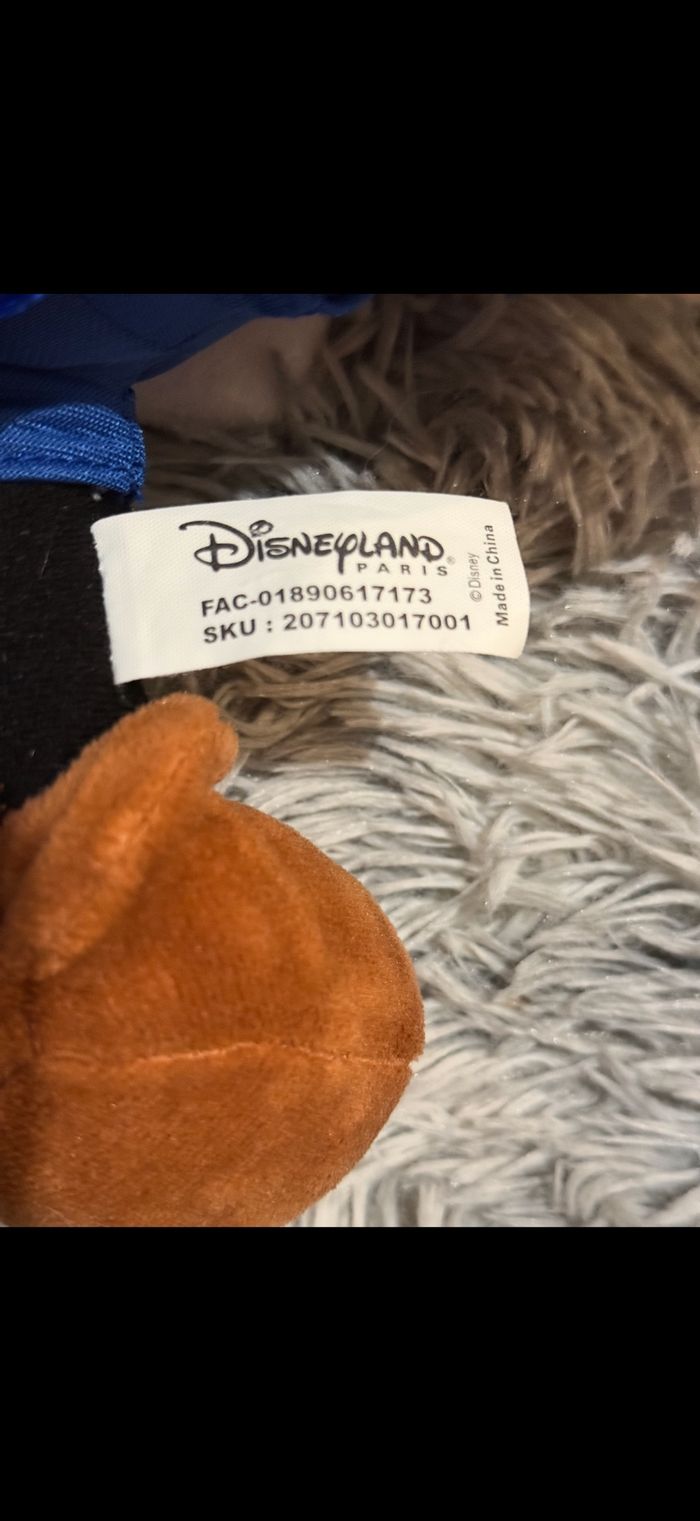 Disneyland®
PARIS
FAC-01890617173
SKU : 207103017001
©Disney
Made in China